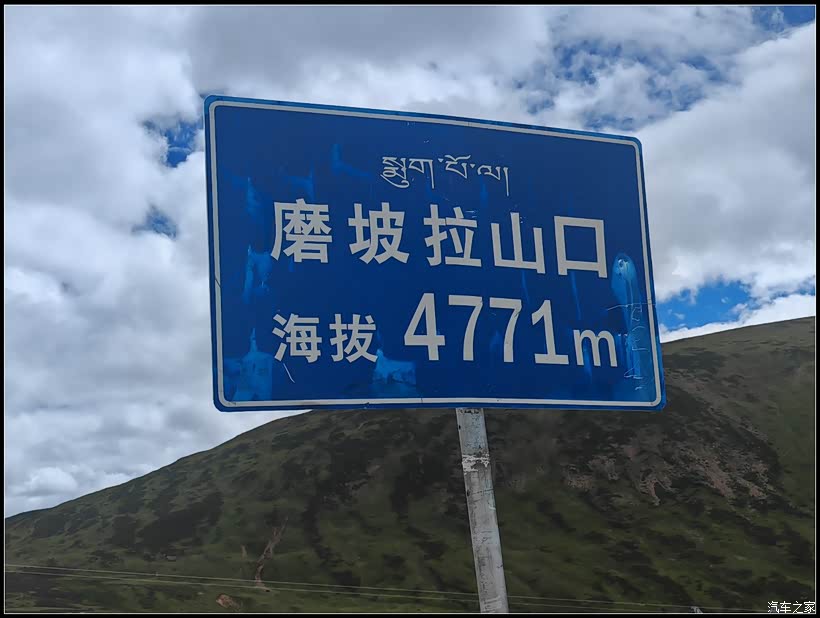 སྨུག་པོ་ལ།
磨坡拉山口
海拔 4771m
汽车之家